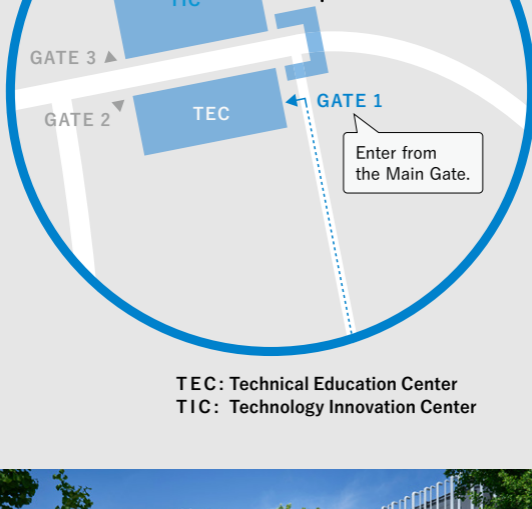 TIC
GATE 3
GATE 2
TEC
GATE 1
Enter from
the Main Gate.
TEC: Technical Education Center
TIC: Technology Innovation Center